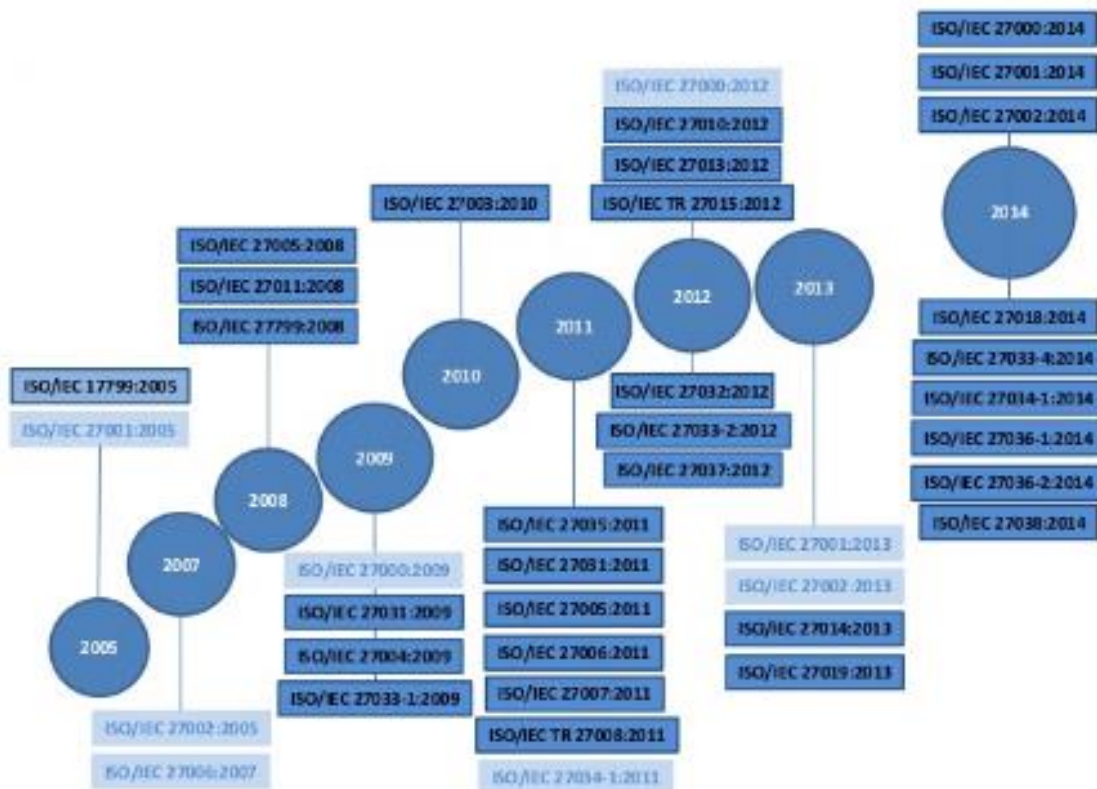 ISO/IEC 17799:2005
ISO/IEC 27001:2005
2005
2007
ISO/IEC 27002:2005
ISO/IEC 27006:2007
ISO/IEC 27005:2008
ISO/IEC 27011:2008
ISO/IEC 27799:2008
2008
2009
ISO/IEC 27000:2009
ISO/IEC 27031:2009
ISO/IEC 27004:2009
ISO/IEC 27033-1:2009
ISO/IEC 27003:2010
2010
2011
ISO/IEC 27035:2011
ISO/IEC 27031:2011
ISO/IEC 27005:2011
ISO/IEC 27006:2011
ISO/IEC 27007:2011
ISO/IEC TR 27008:2011
ISO/IEC 27034-1:2011
ISO/IEC 27000:2012
ISO/IEC 27010:2012
ISO/IEC 27013:2012
ISO/IEC TR 27015:2012
2012
ISO/IEC 27032:2012
ISO/IEC 27033-2:2012
ISO/IEC 27037:2012
2013
ISO/IEC 27001:2013
ISO/IEC 27002:2013
ISO/IEC 27014:2013
ISO/IEC 27019:2013
ISO/IEC 27000:2014
ISO/IEC 27001:2014
ISO/IEC 27002:2014
2014
ISO/IEC 27018:2014
ISO/IEC 27033-4:2014
ISO/IEC 27034-1:2014
ISO/IEC 27036-1:2014
ISO/IEC 27036-2:2014
ISO/IEC 27038:2014